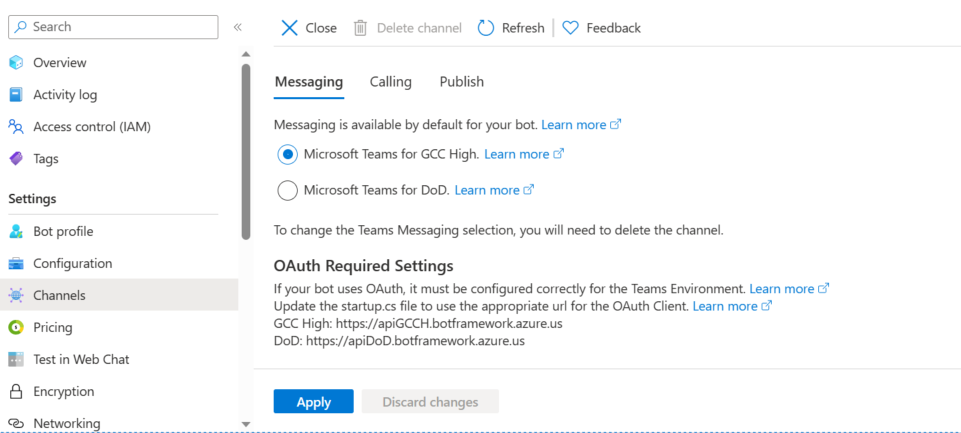 Search
«
Overview
Activity log
Access control (IAM)
Tags
Settings
Bot profile
Configuration
Channels
Pricing
Test in Web Chat
Encryption
Networking
Close Delete channel Refresh Feedback
Messaging Calling Publish
Messaging is available by default for your bot. Learn more
Microsoft Teams for GCC High. Learn more
Microsoft Teams for DoD. Learn more
To change the Teams Messaging selection, you will need to delete the channel.
OAuth Required Settings
If your bot uses OAuth, it must be configured correctly for the Teams Environment. Learn more
Update the startup.cs file to use the appropriate url for the OAuth Client. Learn more
GCC High: https://apiGCCH.botframework.azure.us
DoD: https://apiDoD.botframework.azure.us
Apply Discard changes